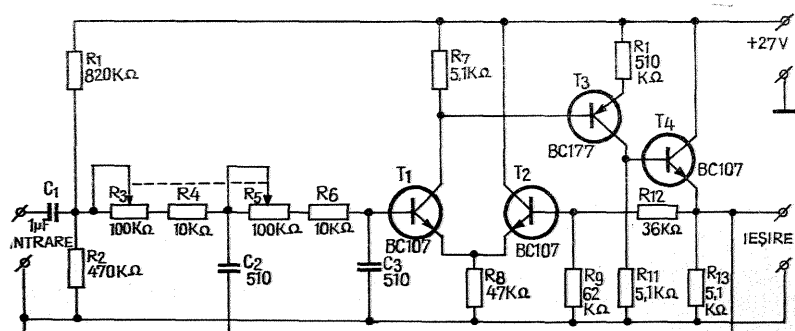 R1
820KΩ
R7
5,1KΩ
R1
510
KΩ
+27V
T3
BC177
T4
BC107
C1
1µF
INTRARE
R3
100KΩ
R4
10KΩ
R5
100KΩ
R6
10KΩ
T1
BC107
T2
BC107
R12
36KΩ
IEȘIRE
R2
470KΩ
C2
510
C3
510
R8
47KΩ
R9
62
KΩ
R11
5,1KΩ
R13
5,1
KΩ